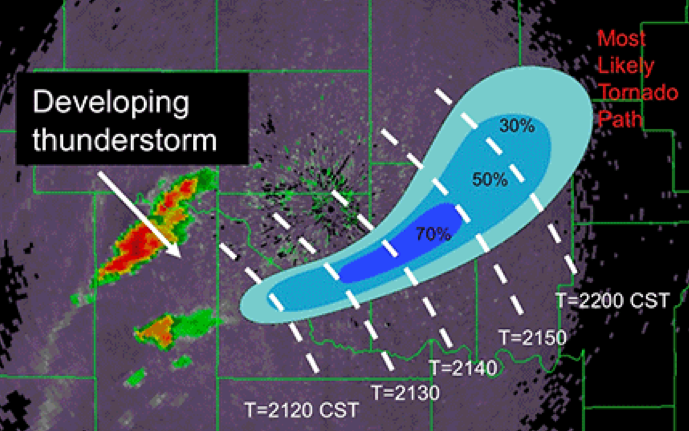 Most
Likely
Tornado
Path
Developing
thunderstorm
30%
50%
70%
T=2200 CST
T=2150
T=2140
T=2130
T=2120 CST